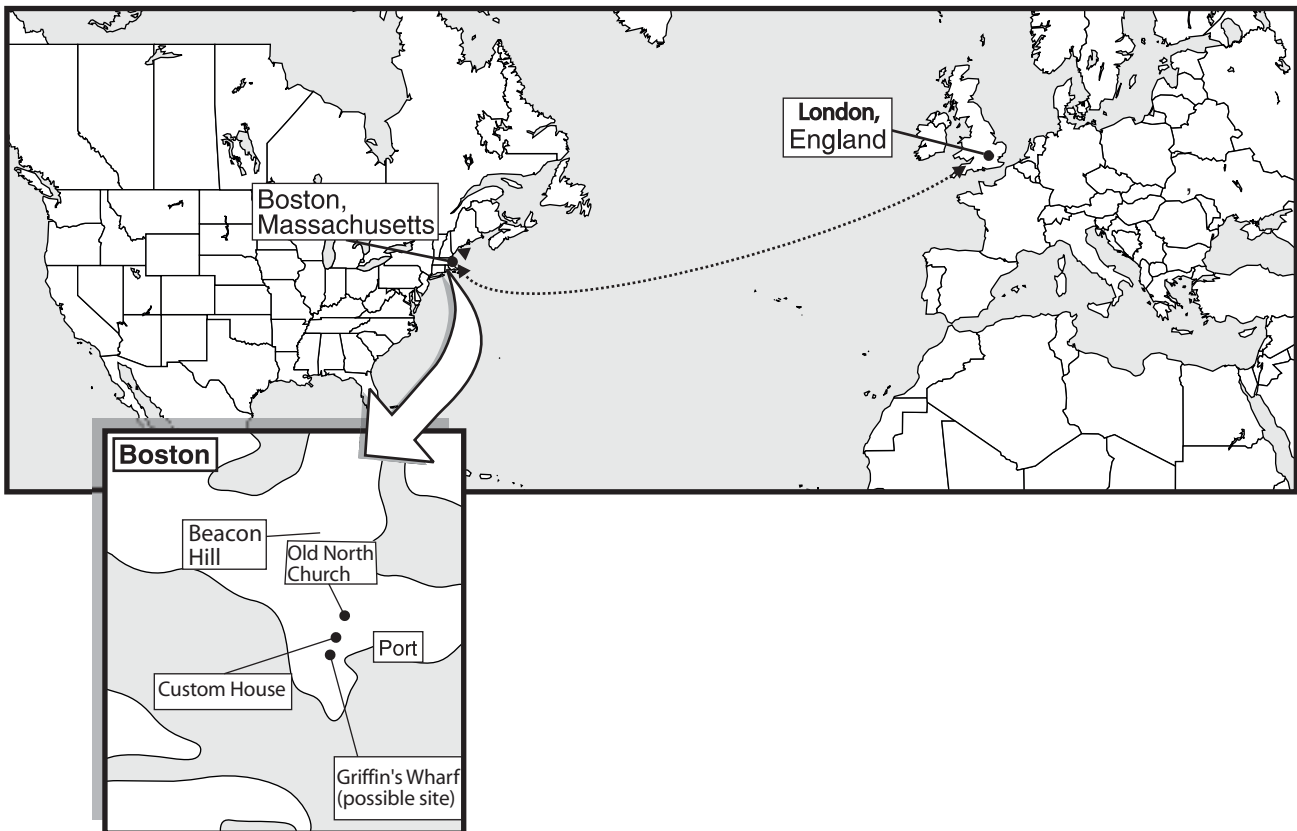 London,
England
Boston,
Massachusetts
Boston
Beacon
Hill
Old North
Church
Port
Custom House
Griffin's Wharf
(possible site)